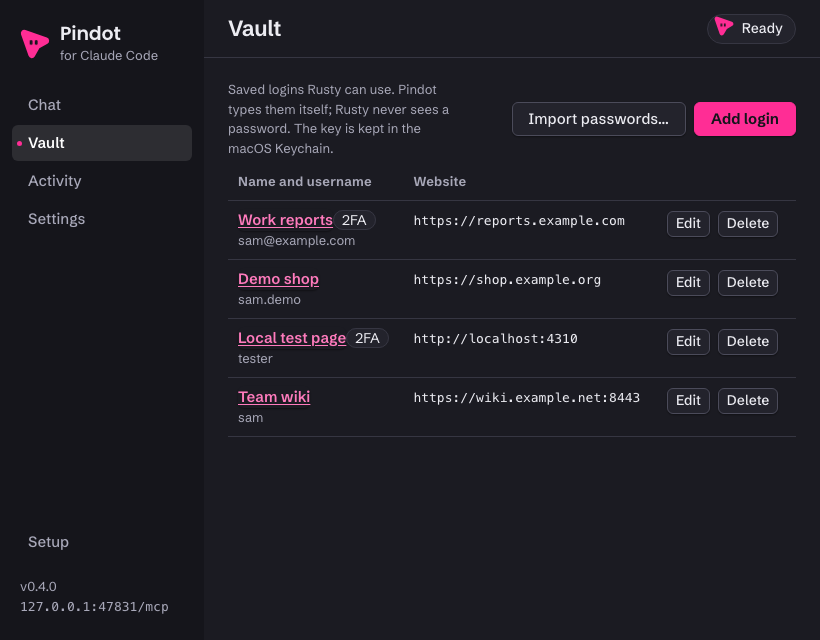 Pindot
for Claude Code
Chat
Vault
Activity
Settings
Setup
v0.4.0
127.0.0.1:47831/mcp
Vault
Ready
Saved logins Rusty can use. Pindot
types them itself; Rusty never sees a
password. The key is kept in the
macOS Keychain.
Import passwords…
Add login
Name and username Website
Work reports 2FA https://reports.example.com Edit Delete
sam@example.com
Demo shop https://shop.example.org Edit Delete
sam.demo
Local test page 2FA http://localhost:4310 Edit Delete
tester
Team wiki https://wiki.example.net:8443 Edit Delete
sam